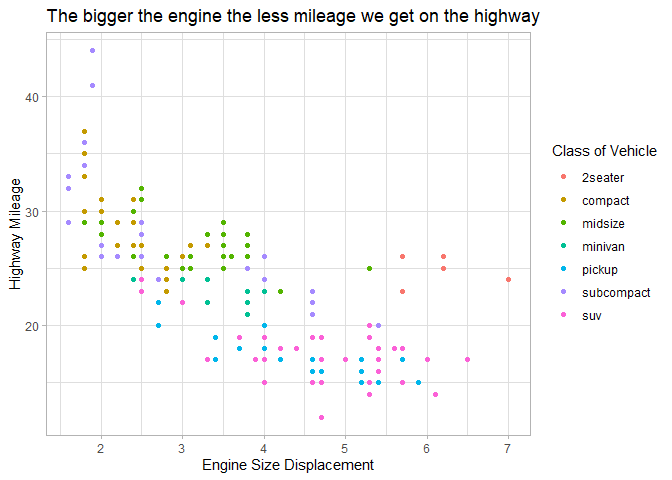 The bigger the engine the less mileage we get on the highway
Highway Mileage
40
30
20
2
3
4
5
6
7
Engine Size Displacement
Class of Vehicle
2seater
compact
midsize
minivan
pickup
subcompact
suv